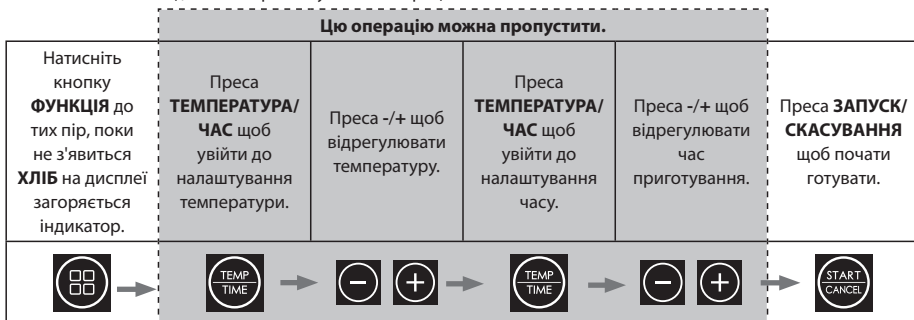 Цю операцію можна пропустити.
Натисніть
кнопку
ФУНКЦІЯ до
тих пір, поки
не з'явиться
ХЛІБ на дисплеї
загоряється
індикатор.
Преса
ТЕМПЕРАТУРА/
ЧАС щоб
увійти до
налаштування
температури.
Преса -/+ щоб
відрегулювати
температуру.
Преса
ТЕМПЕРАТУРА/
ЧАС щоб
увійти до
налаштування
часу.
Преса -/+ щоб
відрегулювати
час
приготування.
Преса ЗАПУСК/
СКАСУВАННЯ
щоб почати
готувати.
TEMP
TIME
- +
TEMP
TIME
- +
START
CANCEL